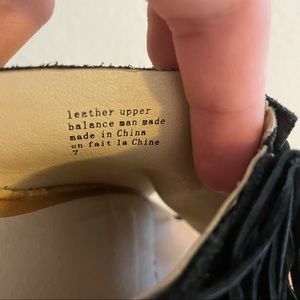 leather upper
balance man made
made in China
un fait la Chine
7